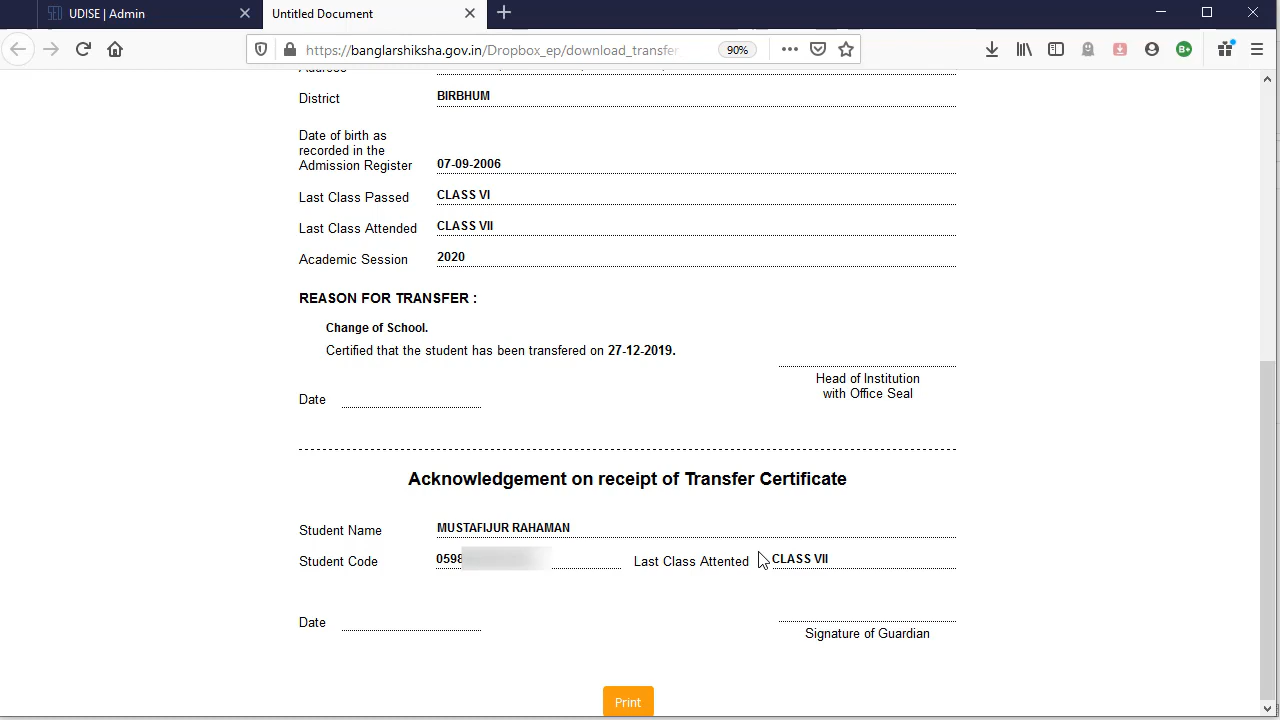 UDISE | Admin
Untitled Document
https://banglarshiksha.gov.in/Dropbox_ep/download_transfer
90%
District
BIRBHUM
Date of birth as
recorded in the
Admission Register
07-09-2006
Last Class Passed
CLASS VI
Last Class Attended
CLASS VII
Academic Session
2020
REASON FOR TRANSFER :
Change of School.
Certified that the student has been transfered on 27-12-2019.
Head of Institution
with Office Seal
Date
Acknowledgement on receipt of Transfer Certificate
Student Name
MUSTAFIJUR RAHAMAN
Student Code
0598
Last Class Attented
CLASS VII
Date
Signature of Guardian
Print